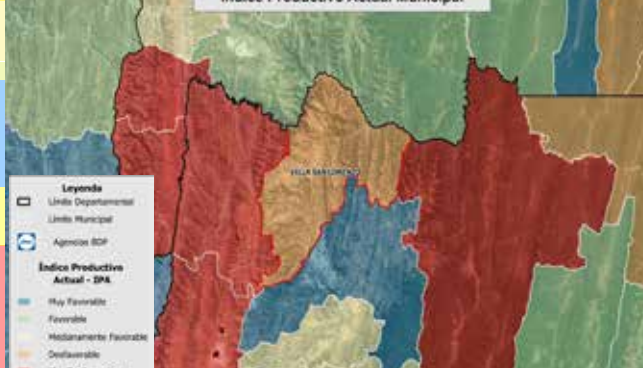 Índice Productivo Actual Municipal
VILLA SAN LORENZO
Leyenda
Límite Departamental
Límite Municipal
Agencias BDP
Índice Productivo
Actual - IPA
Muy Favorable
Favorable
Medianamente Favorable
Desfavorable